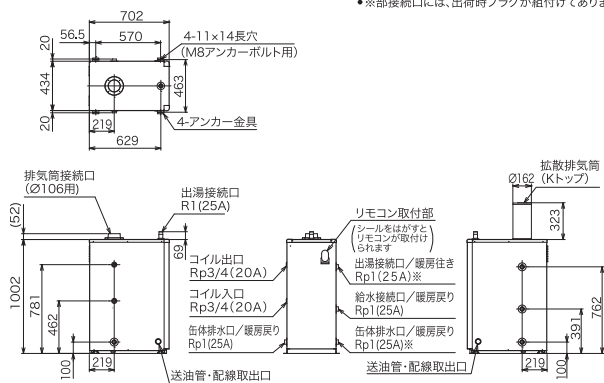 ●※部接続口には、出荷時プラグが組付けてありま
702
56.5
570
4-11×14長穴
(M8アンカーボルト用)
20
434
20
463
219
4-アンカー金具
629
排気筒接続口
(Ø106用)
出湯接続口
R1(25A)
(52)
69
1002
781
462
100
219
送油管・配線取出口
コイル出口
Rp3/4(20A)
コイル入口
Rp3/4(20A)
缶体排水口/暖房戻り
Rp1(25A)
リモコン取付部
(シールをはがすと
リモコンが取付け
られます)
出湯接続口/暖房往き
Rp1(25A)※
給水接続口/暖房戻り
Rp1(25A)
缶体排水口/暖房戻り
Rp1(25A)※
送油管・配線取出口
拡散排気筒
(Kトップ)
Ø162
323
762
391
219
100